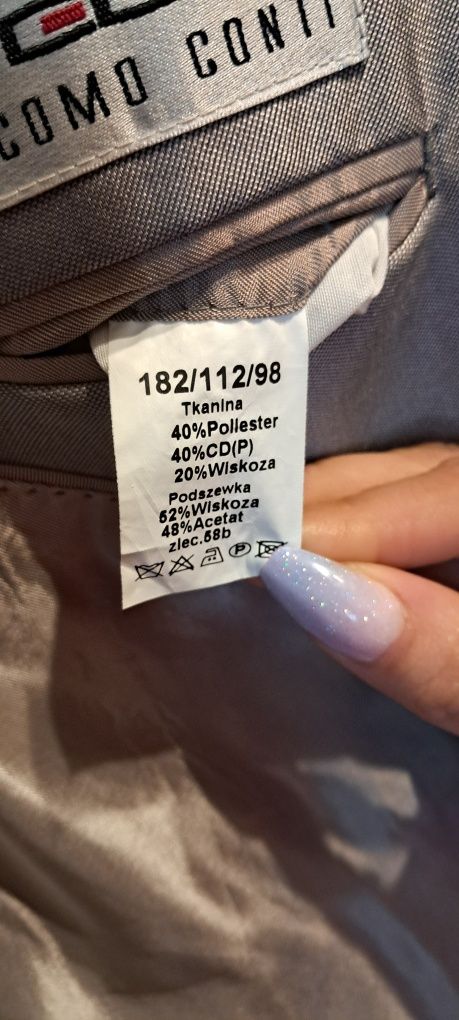 COMO CONTI
182/112/98
Tkanina
40%Poliester
40%CD(P)
20%Wiskoza
Podszewka
52%Wiskoza
48%Acetat
zlec.58b
P